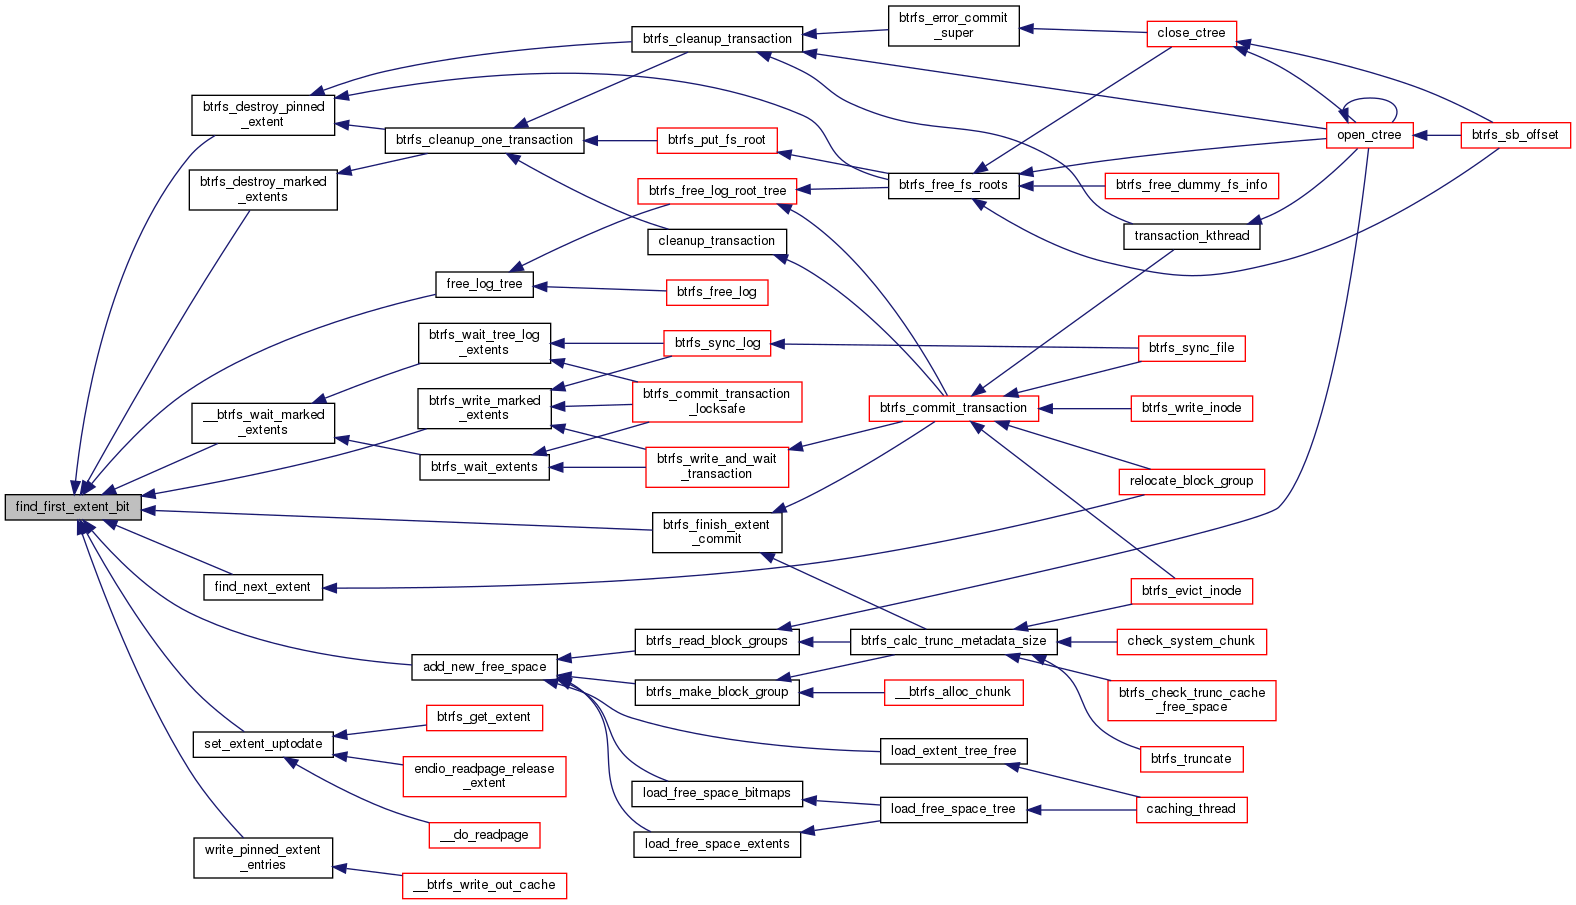 find_first_extent_bit
btrfs_destroy_pinned
_extent
btrfs_destroy_marked
_extents
free_log_tree
__btrfs_wait_marked
_extents
btrfs_write_marked
_extents
btrfs_finish_extent
_commit
find_next_extent
add_new_free_space
set_extent_uptodate
write_pinned_extent
_entries
btrfs_cleanup_transaction
btrfs_cleanup_one_transaction
btrfs_error_commit
_super
close_ctree
open_ctree
btrfs_sb_offset
btrfs_put_fs_root
btrfs_free_log_root_tree
btrfs_free_fs_roots
btrfs_free_dummy_fs_info
cleanup_transaction
transaction_kthread
btrfs_free_log
btrfs_wait_tree_log
_extents
btrfs_sync_log
btrfs_sync_file
btrfs_commit_transaction
_locksafe
btrfs_commit_transaction
btrfs_write_inode
btrfs_wait_extents
btrfs_write_and_wait
_transaction
relocate_block_group
btrfs_evict_inode
btrfs_read_block_groups
btrfs_calc_trunc_metadata_size
check_system_chunk
btrfs_make_block_group
__btrfs_alloc_chunk
btrfs_check_trunc_cache
_free_space
btrfs_get_extent
load_extent_tree_free
btrfs_truncate
endio_readpage_release
_extent
load_free_space_bitmaps
load_free_space_tree
caching_thread
__do_readpage
load_free_space_extents
__btrfs_write_out_cache